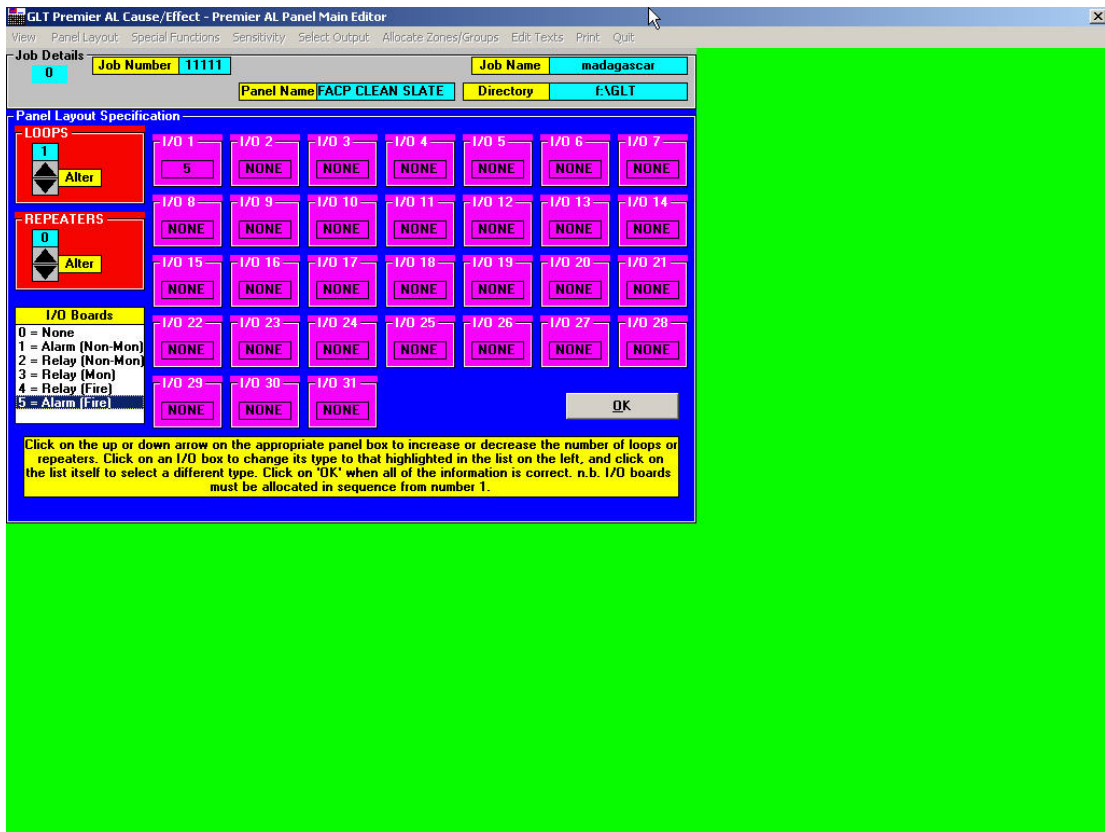 GLT Premier AL Cause/Effect - Premier AL Panel Main Editor
View Panel Layout Special Functions Sensitivity Select Output Allocate Zones/Groups Edit Texts Print Quit
Job Details
0
Job Number 11111
Job Name madagascar
Panel Name FACP CLEAN SLATE
Directory f:\GLT
Panel Layout Specification
LOOPS
1
Alter
REPEATERS
0
Alter
I/O Boards
0 = None
1 = Alarm (Non-Mon)
2 = Relay (Non-Mon)
3 = Relay (Mon)
4 = Relay (Fire)
5 = Alarm (Fire)
I/O 1 I/O 2 I/O 3 I/O 4 I/O 5 I/O 6 I/O 7
5 NONE NONE NONE NONE NONE NONE
I/O 8 I/O 9 I/O 10 I/O 11 I/O 12 I/O 13 I/O 14
NONE NONE NONE NONE NONE NONE NONE
I/O 15 I/O 16 I/O 17 I/O 18 I/O 19 I/O 20 I/O 21
NONE NONE NONE NONE NONE NONE NONE
I/O 22 I/O 23 I/O 24 I/O 25 I/O 26 I/O 27 I/O 28
NONE NONE NONE NONE NONE NONE NONE
I/O 29 I/O 30 I/O 31
NONE NONE NONE
OK
Click on the up or down arrow on the appropriate panel box to increase or decrease the number of loops or
repeaters. Click on an I/O box to change its type to that highlighted in the list on the left, and click on
the list itself to select a different type. Click on 'OK' when all of the information is correct. n.b. I/O boards
must be allocated in sequence from number 1.